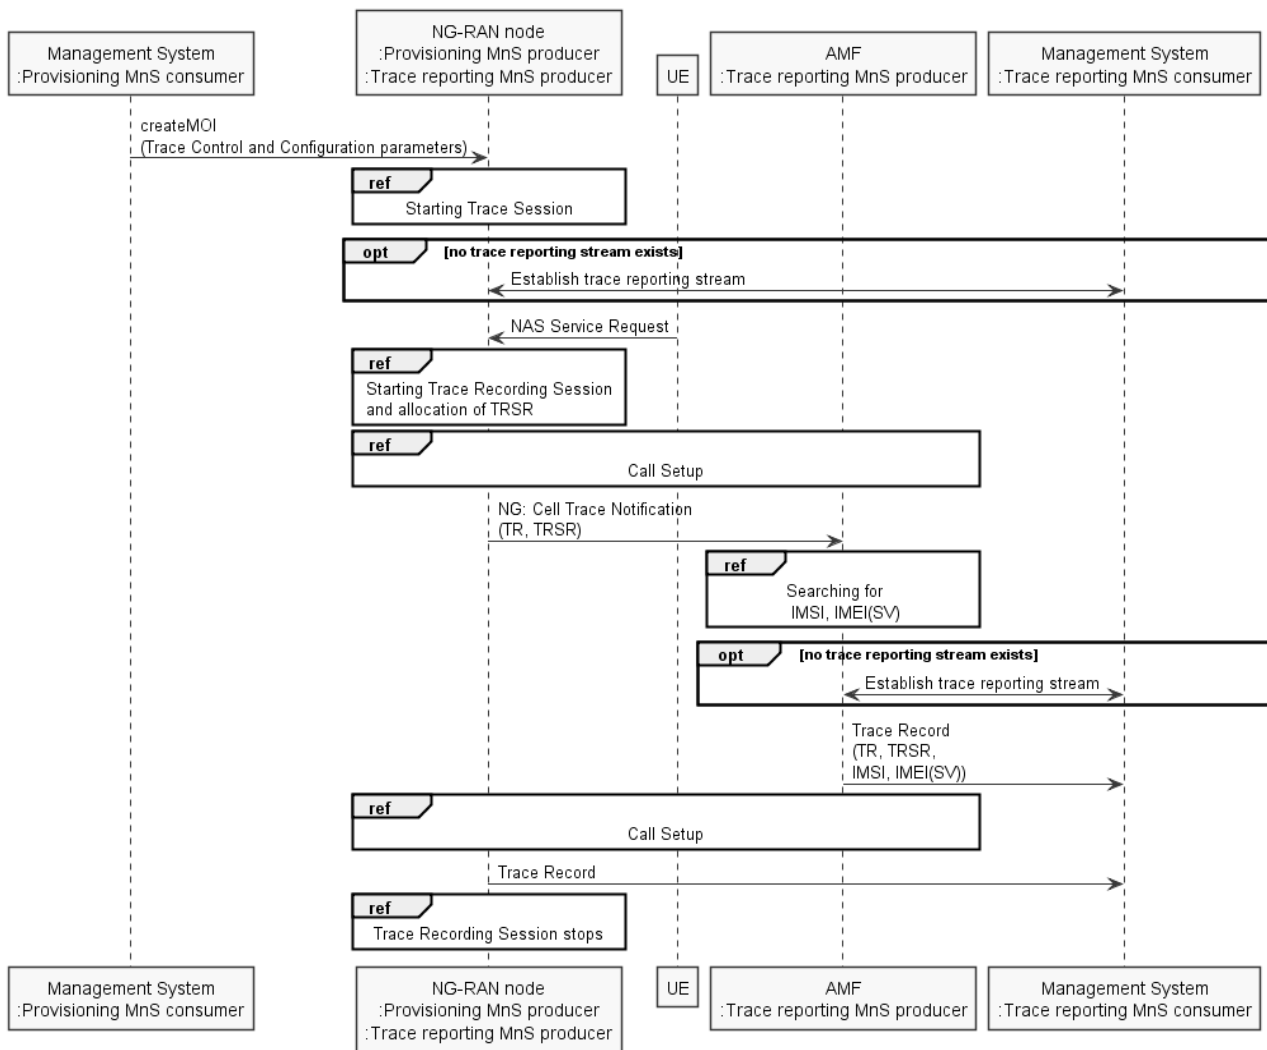 Management System
:Provisioning MnS consumer
NG-RAN node
:Provisioning MnS producer
:Trace reporting MnS producer
UE
AMF
:Trace reporting MnS producer
Management System
:Trace reporting MnS consumer
createMOI
(Trace Control and Configuration parameters)
ref
Starting Trace Session
opt
[no trace reporting stream exists]
Establish trace reporting stream
NAS Service Request
ref
Starting Trace Recording Session
and allocation of TRSR
ref
Call Setup
NG: Cell Trace Notification
(TR, TRSR)
ref
Searching for
IMSI, IMEI(SV)
opt
[no trace reporting stream exists]
Establish trace reporting stream
Trace Record
(TR, TRSR,
IMSI, IMEI(SV))
ref
Call Setup
Trace Record
ref
Trace Recording Session stops
Management System
:Provisioning MnS consumer
NG-RAN node
:Provisioning MnS producer
:Trace reporting MnS producer
UE
AMF
:Trace reporting MnS producer
Management System
:Trace reporting MnS consumer